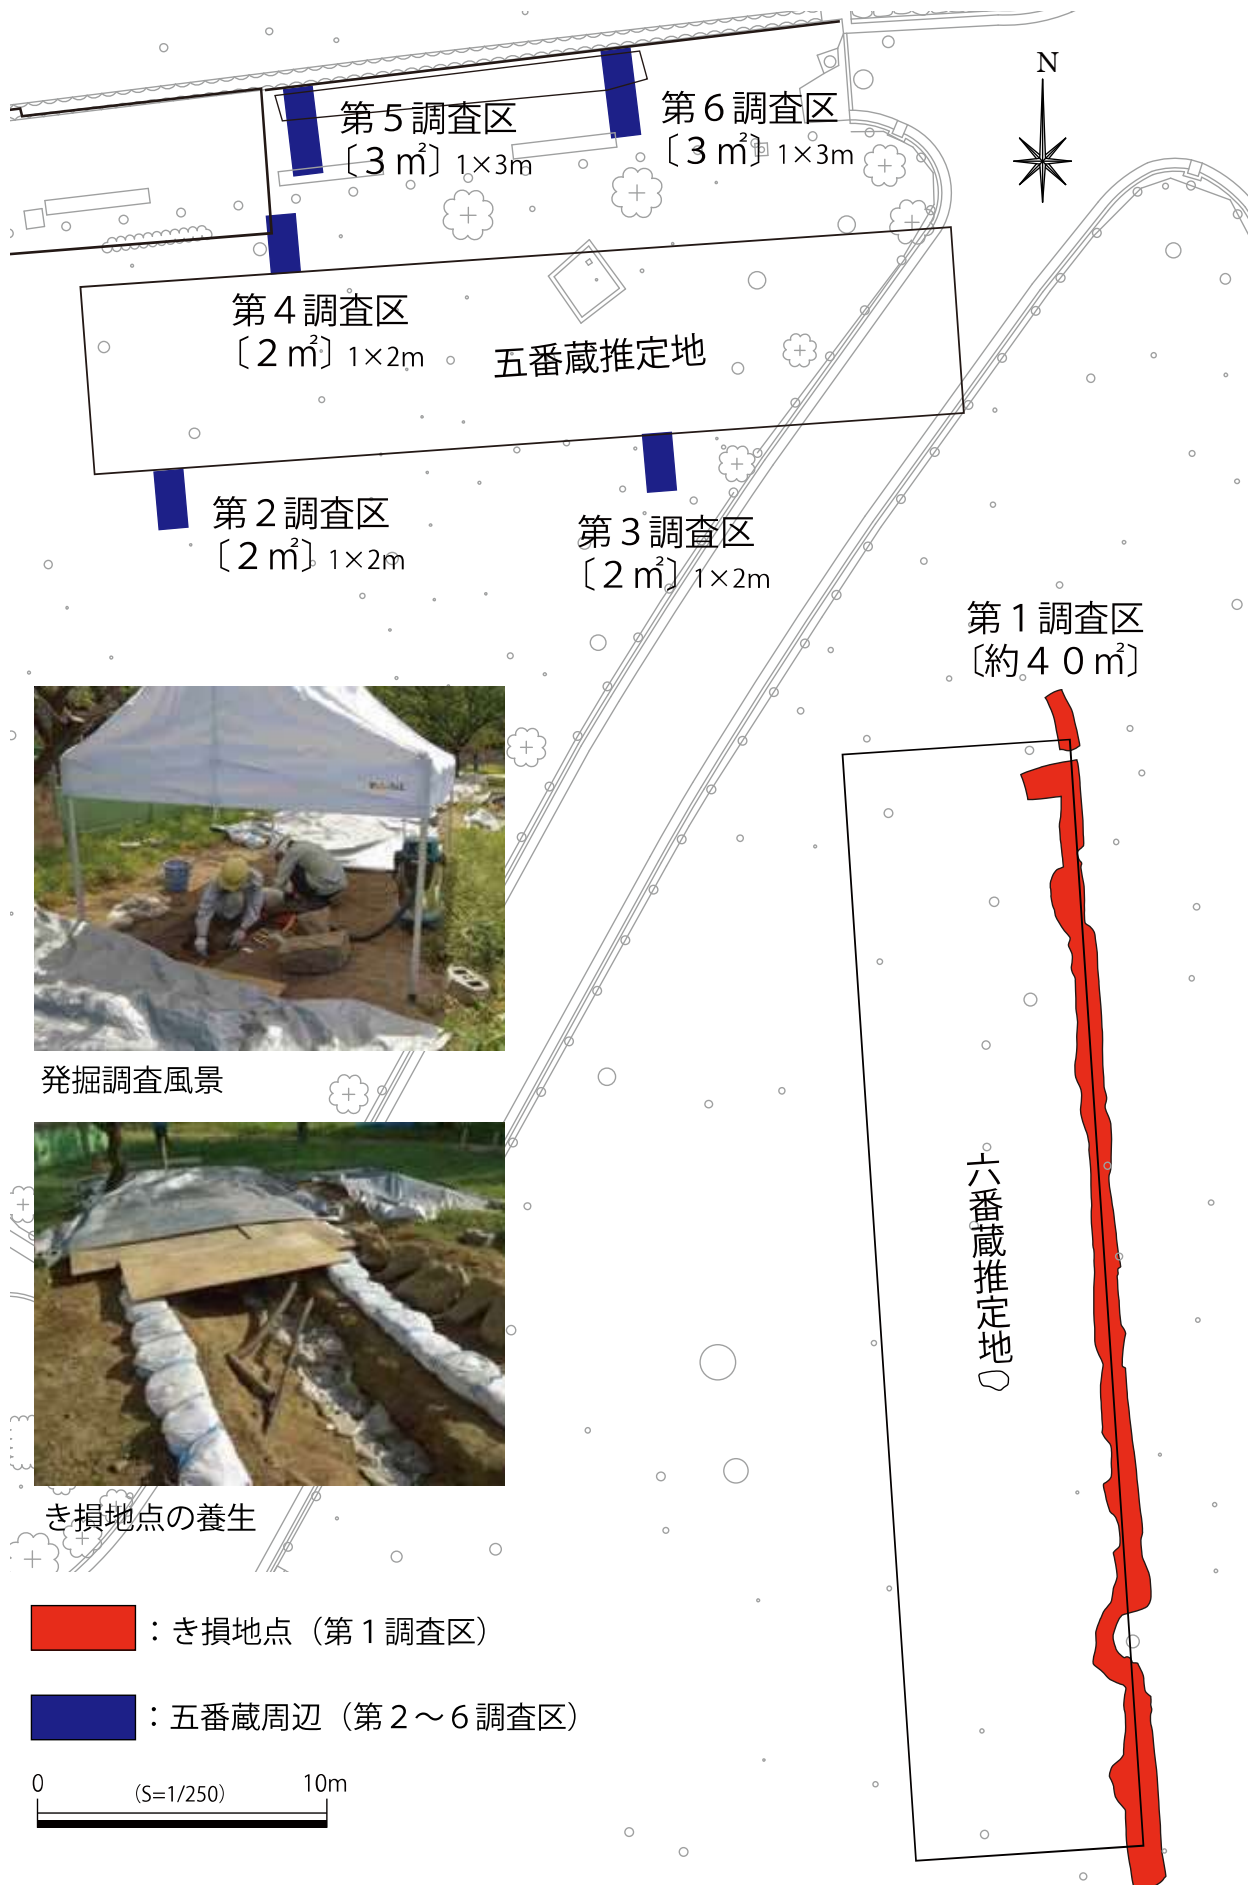 N
第５調査区
〔３㎡〕1×3m
第６調査区
〔３㎡〕1×3m
第４調査区
〔２㎡〕1×2m
五番蔵推定地
第２調査区
〔２㎡〕1×2m
第３調査区
〔２㎡〕1×2m
第１調査区
〔約４０㎡〕
発掘調査風景
六番蔵推定地
き損地点の養生
：き損地点（第１調査区）
：五番蔵周辺（第２～６調査区）
0 （S=1/250） 10m